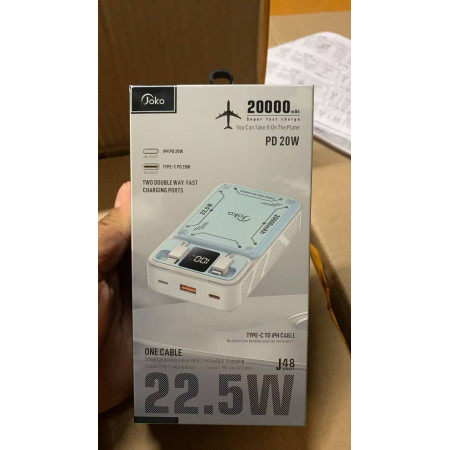 Joko
20000mAh
Super fast charge
You Can Take It On The Plane
PD 20W
iPH PD 20W
TYPE-C PD 20W
TWO DOUBLE WAY FAST
CHARGING PORTS
22.5W
Joko
20000mAh
TYPE-C TO iPH CABLE
ONE CABLE
J48
22.5W